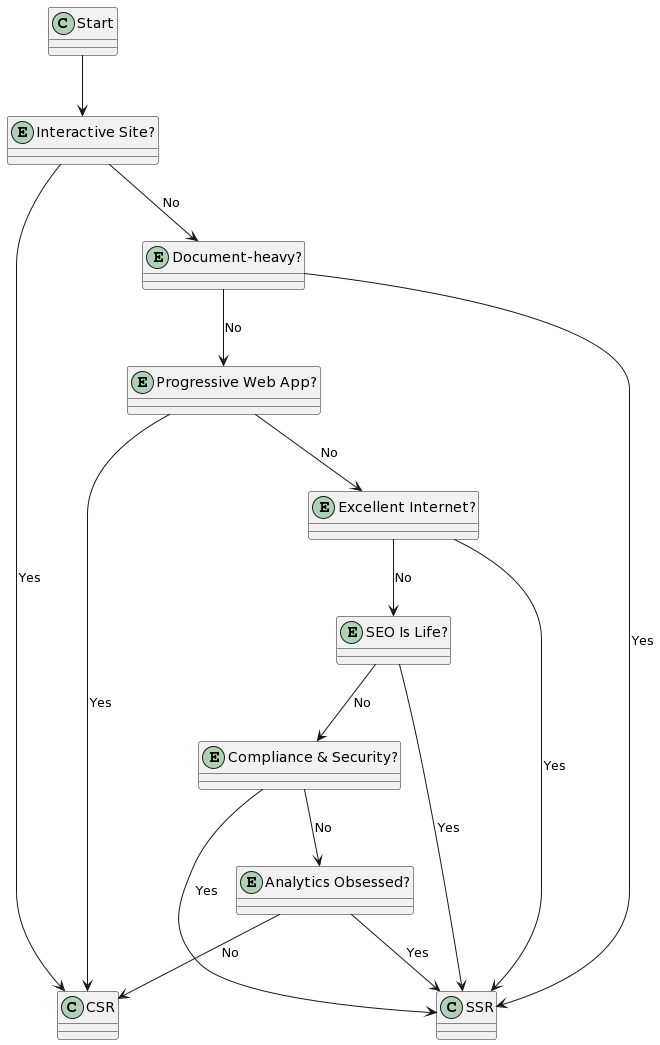 C Start
E Interactive Site?
No
E Document-heavy?
No
E Progressive Web App?
No
E Excellent Internet?
Yes
No
E SEO Is Life?
Yes
Yes
No
E Compliance & Security?
Yes
No
Yes
E Analytics Obsessed?
Yes
No
Yes
C CSR
C SSR